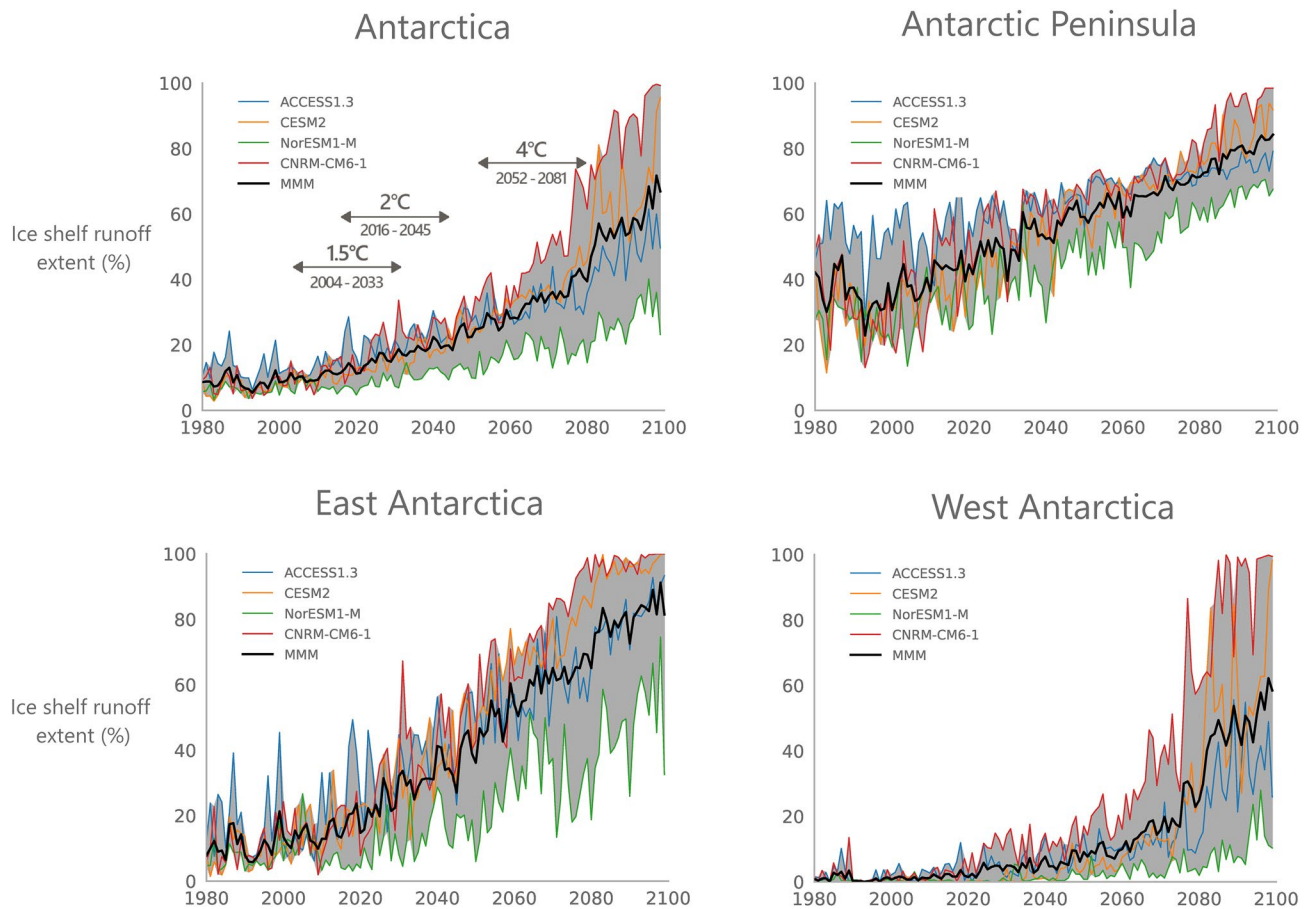 Antarctica
Ice shelf runoff
extent (%)
100
80
60
40
20
0
ACCESS1.3
CESM2
NorESM1-M
CNRM-CM6-1
MMM
4℃
2052 - 2081
2℃
2016 - 2045
1.5℃
2004 - 2033
1980 2000 2020 2040 2060 2080 2100
Antarctic Peninsula
100
80
60
40
20
0
ACCESS1.3
CESM2
NorESM1-M
CNRM-CM6-1
MMM
1980 2000 2020 2040 2060 2080 2100
East Antarctica
Ice shelf runoff
extent (%)
100
80
60
40
20
0
ACCESS1.3
CESM2
NorESM1-M
CNRM-CM6-1
MMM
1980 2000 2020 2040 2060 2080 2100
West Antarctica
100
80
60
40
20
0
ACCESS1.3
CESM2
NorESM1-M
CNRM-CM6-1
MMM
1980 2000 2020 2040 2060 2080 2100